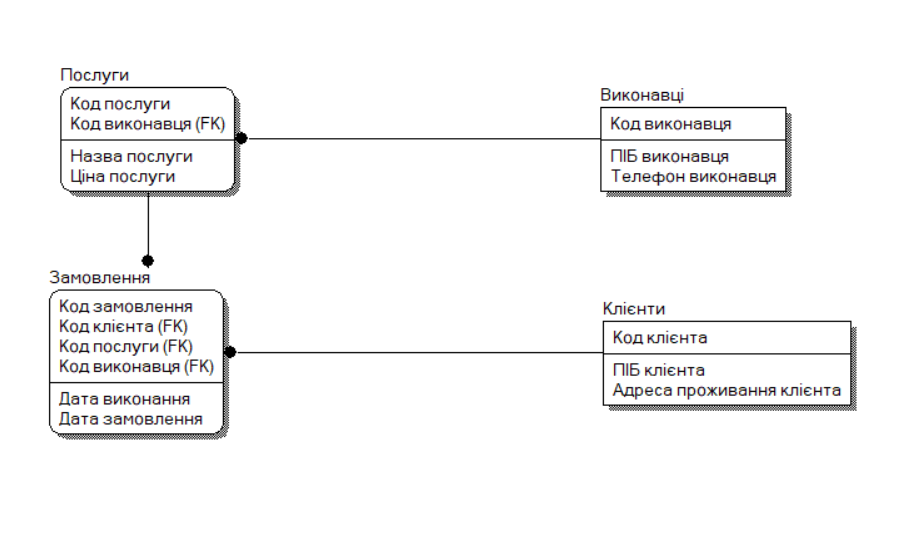 Послуги
Код послуги
Код виконавця (FK)
Назва послуги
Ціна послуги
Виконавці
Код виконавця
ПІБ виконавця
Телефон виконавця
Замовлення
Код замовлення
Код клієнта (FK)
Код послуги (FK)
Код виконавця (FK)
Дата виконання
Дата замовлення
Клієнти
Код клієнта
ПІБ клієнта
Адреса проживання клієнта